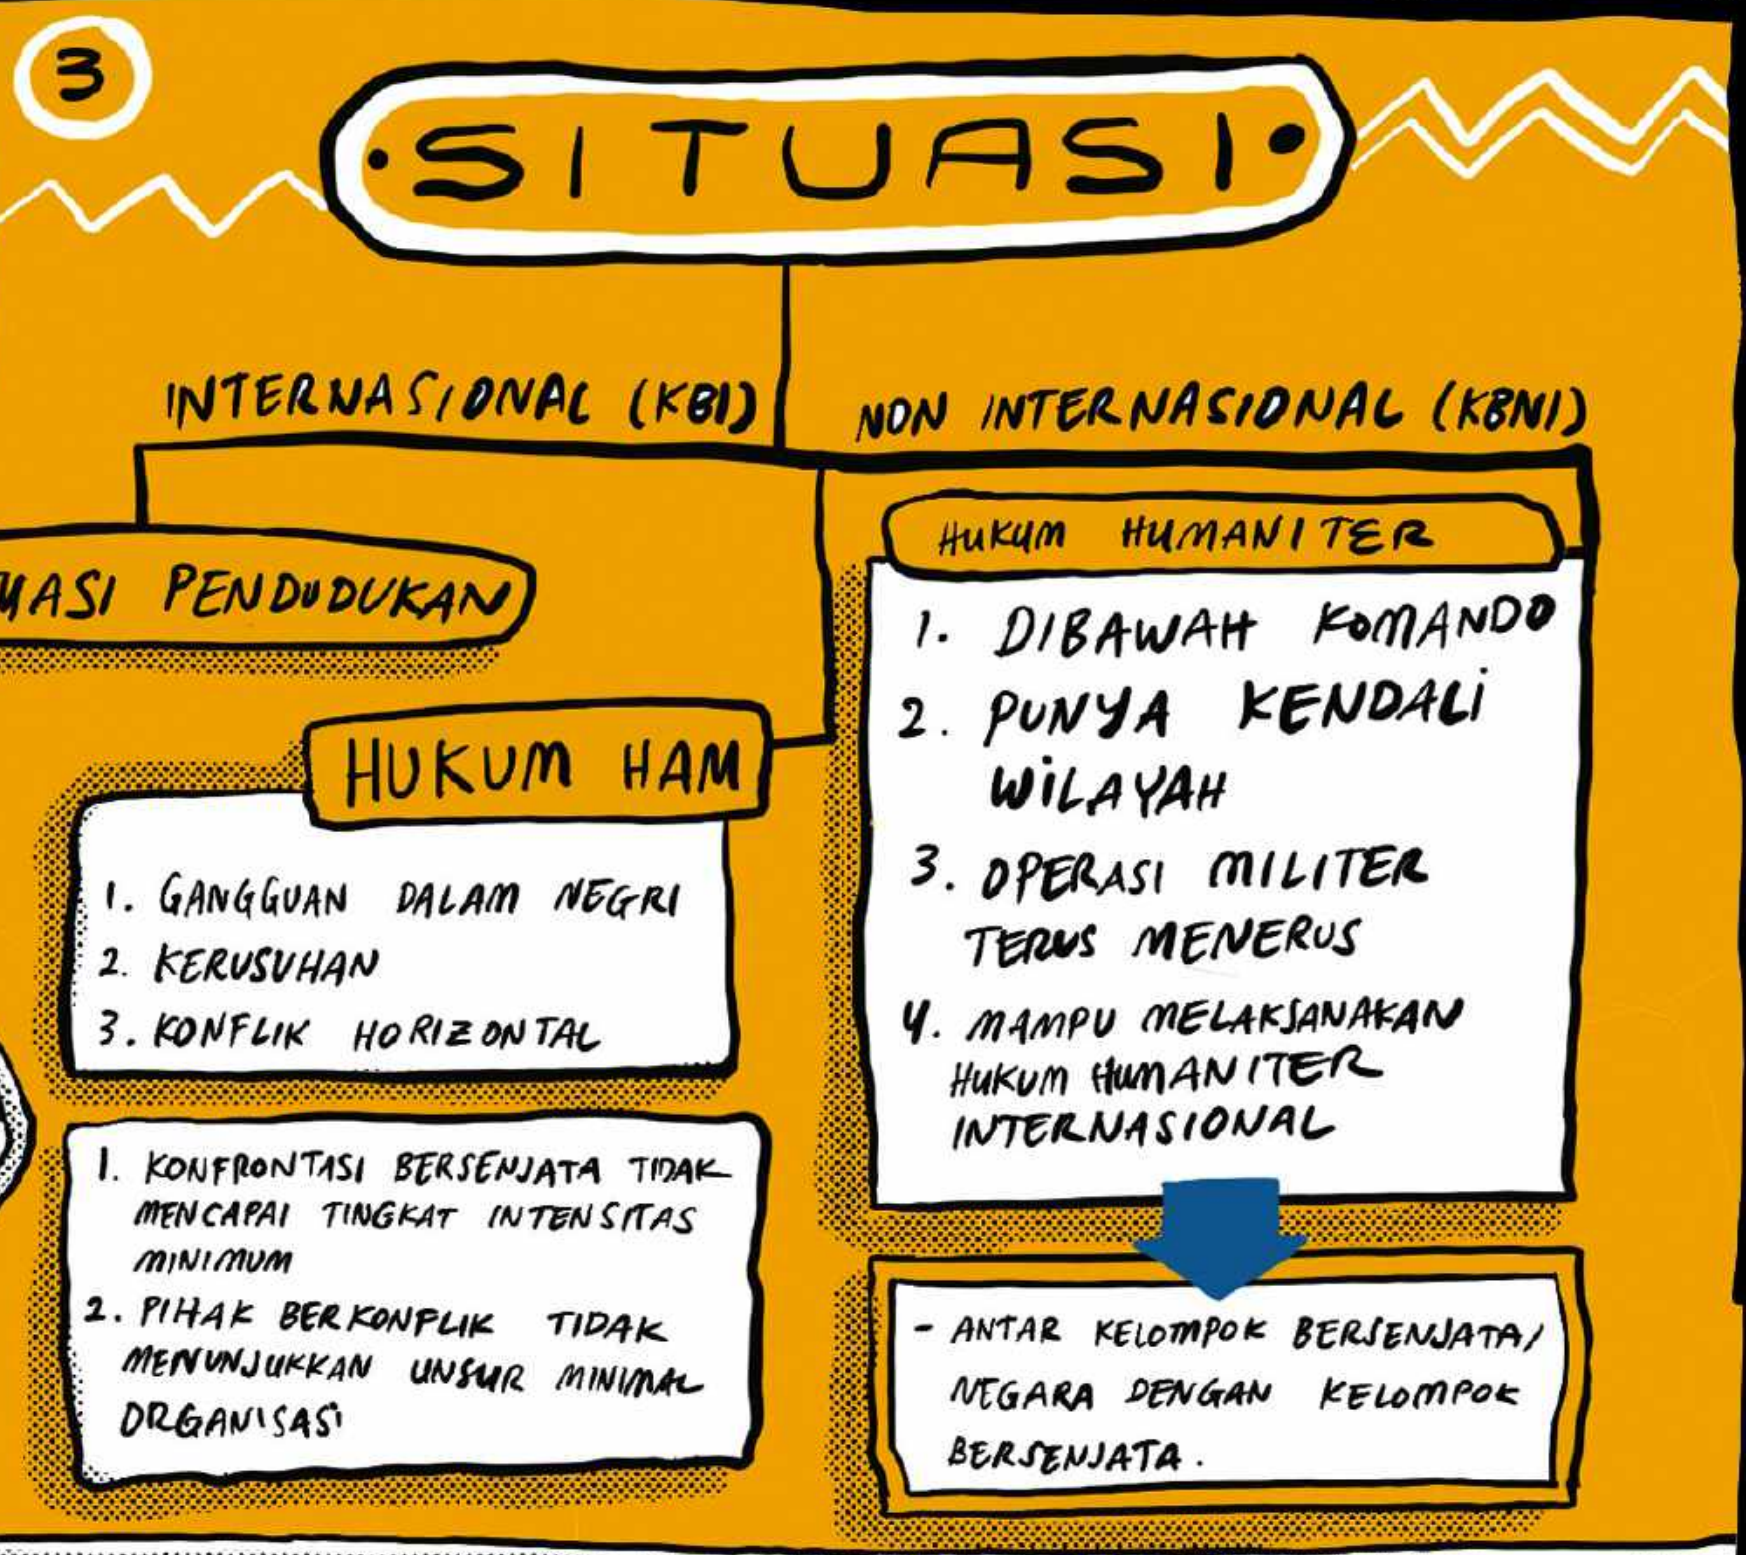 3
• SITUASI •
INTERNASIONAL (KBI)
NON INTERNASIONAL (KBNI)
UASI PENDUDUKAN
HUKUM HAM
1. GANGGUAN DALAM NEGRI
2. KERUSUHAN
3. KONFLIK HORIZONTAL
1. KONFRONTASI BERSENJATA TIDAK
MENCAPAI TINGKAT INTENSITAS
MINIMUM
2. PIHAK BERKONFLIK TIDAK
MENUNJUKKAN UNSUR MINIMAL
ORGANISASI
HUKUM HUMANITER
1. DIBAWAH KOMANDO
2. PUNYA KENDALI
WILAYAH
3. OPERASI MILITER
TERUS MENERUS
4. MAMPU MELAKSANAKAN
HUKUM HUMANITER
INTERNASIONAL
- ANTAR KELOMPOK BERSENJATA/
NEGARA DENGAN KELOMPOK
BERSENJATA.